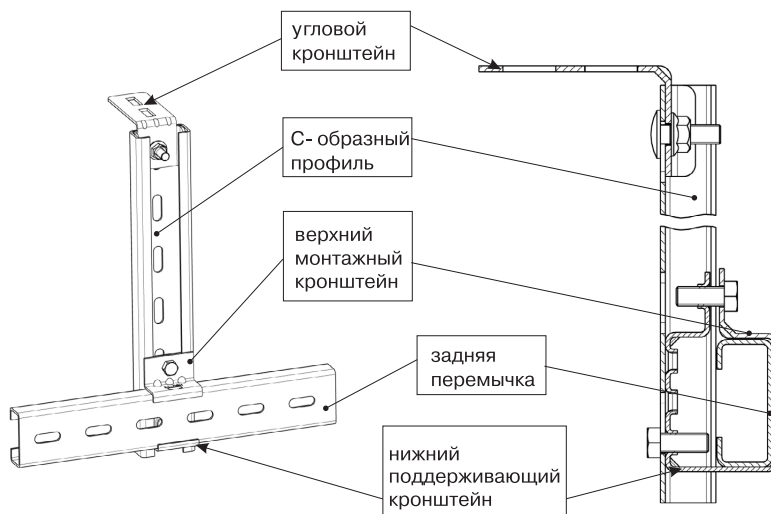 угловой
кронштейн
С- образный
профиль
верхний
монтажный
кронштейн
задняя
перемычка
нижний
поддерживающий
кронштейн